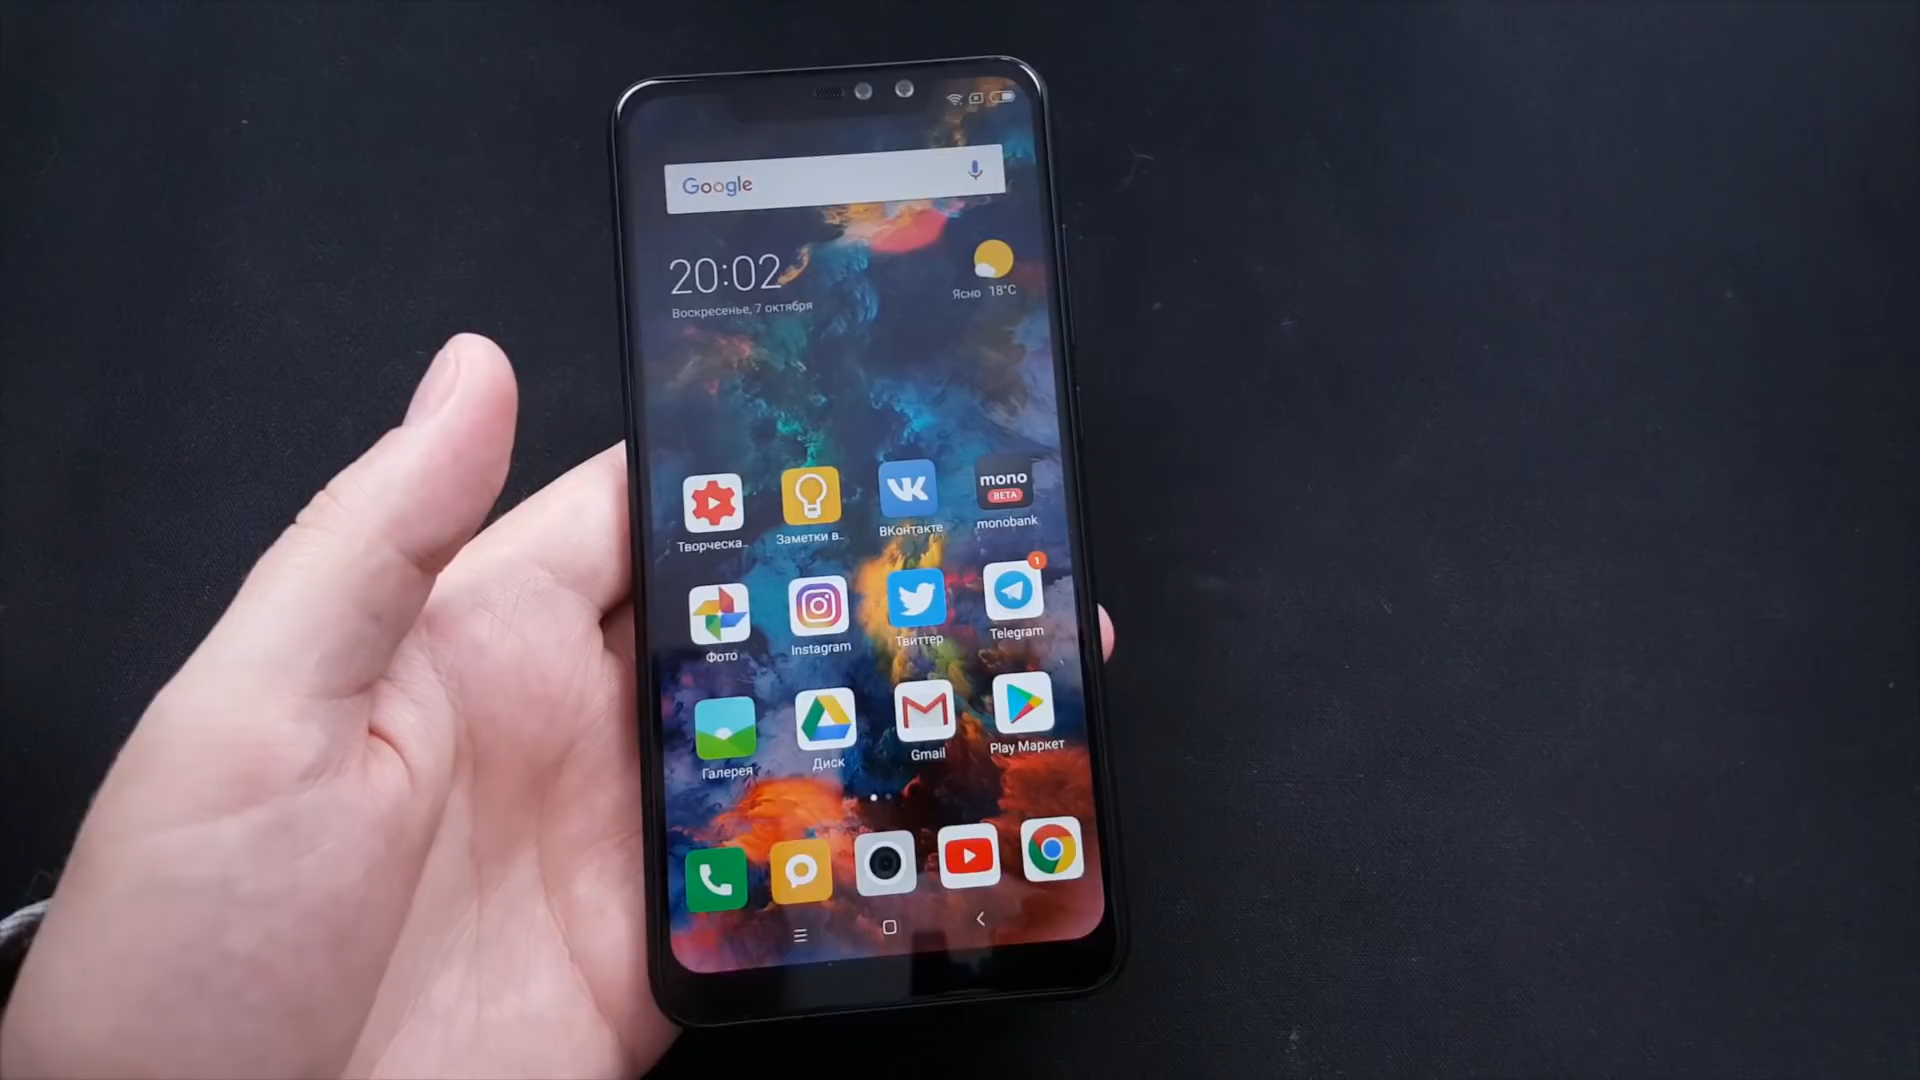 Google
20:02
Воскресенье, 7 октября
Ясно 18°C
mono
BETA
Творческа..
Заметки в..
ВКонтакте
monobank
1
Фото
Instagram
Твиттер
Telegram
Галерея
Диск
Gmail
Play Маркет